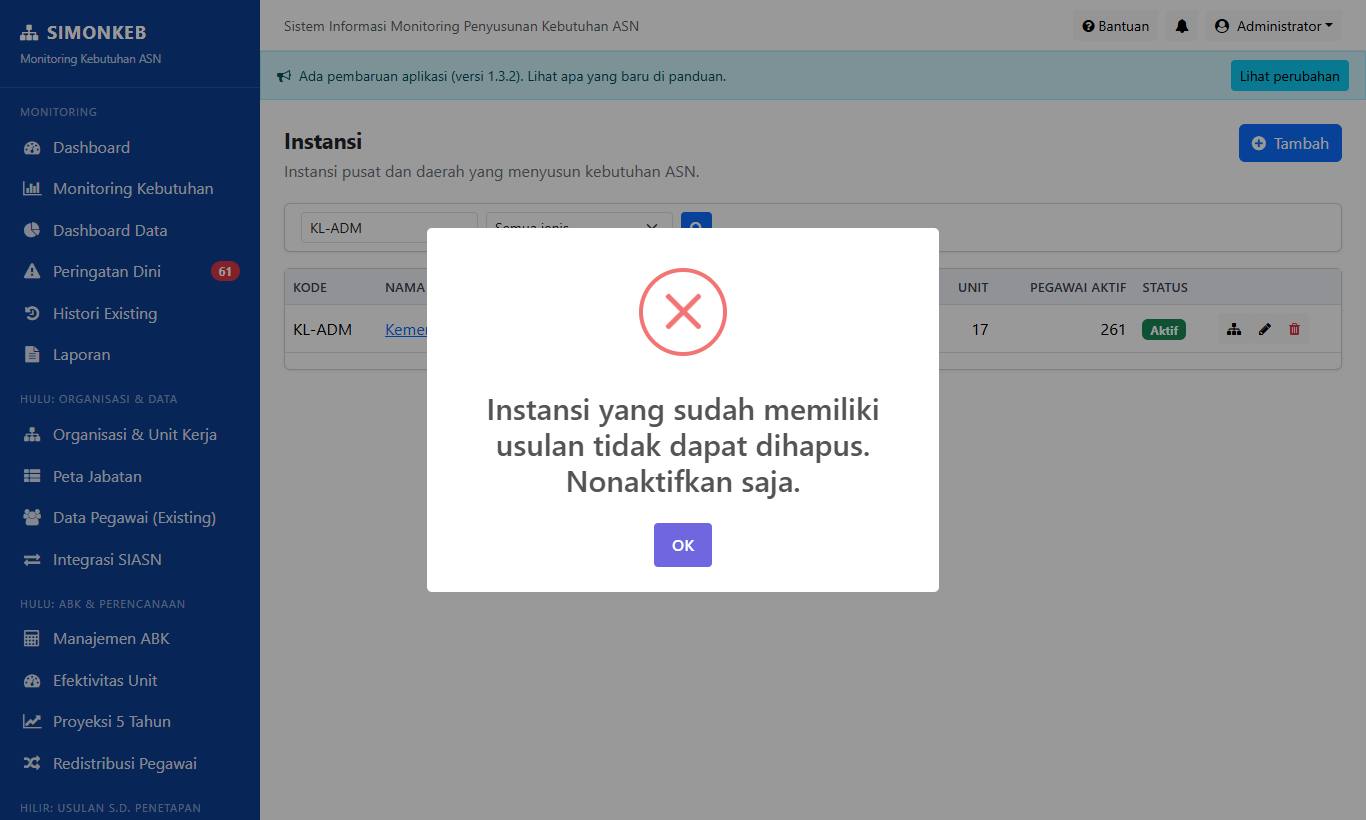 SIMONKEB
Monitoring Kebutuhan ASN
MONITORING
Dashboard
Monitoring Kebutuhan
Dashboard Data
Peringatan Dini 61
Histori Existing
Laporan
HULU: ORGANISASI & DATA
Organisasi & Unit Kerja
Peta Jabatan
Data Pegawai (Existing)
Integrasi SIASN
HULU: ABK & PERENCANAAN
Manajemen ABK
Efektivitas Unit
Proyeksi 5 Tahun
Redistribusi Pegawai
HILIR: USULAN S.D. PENETAPAN
Sistem Informasi Monitoring Penyusunan Kebutuhan ASN Bantuan Administrator
Ada pembaruan aplikasi (versi 1.3.2). Lihat apa yang baru di panduan. Lihat perubahan
Instansi Tambah
Instansi pusat dan daerah yang menyusun kebutuhan ASN.
KL-ADM Semua jenis
KODE NAMA UNIT PEGAWAI AKTIF STATUS
KL-ADM 17 261 Aktif
Instansi yang sudah memiliki
usulan tidak dapat dihapus.
Nonaktifkan saja.
OK